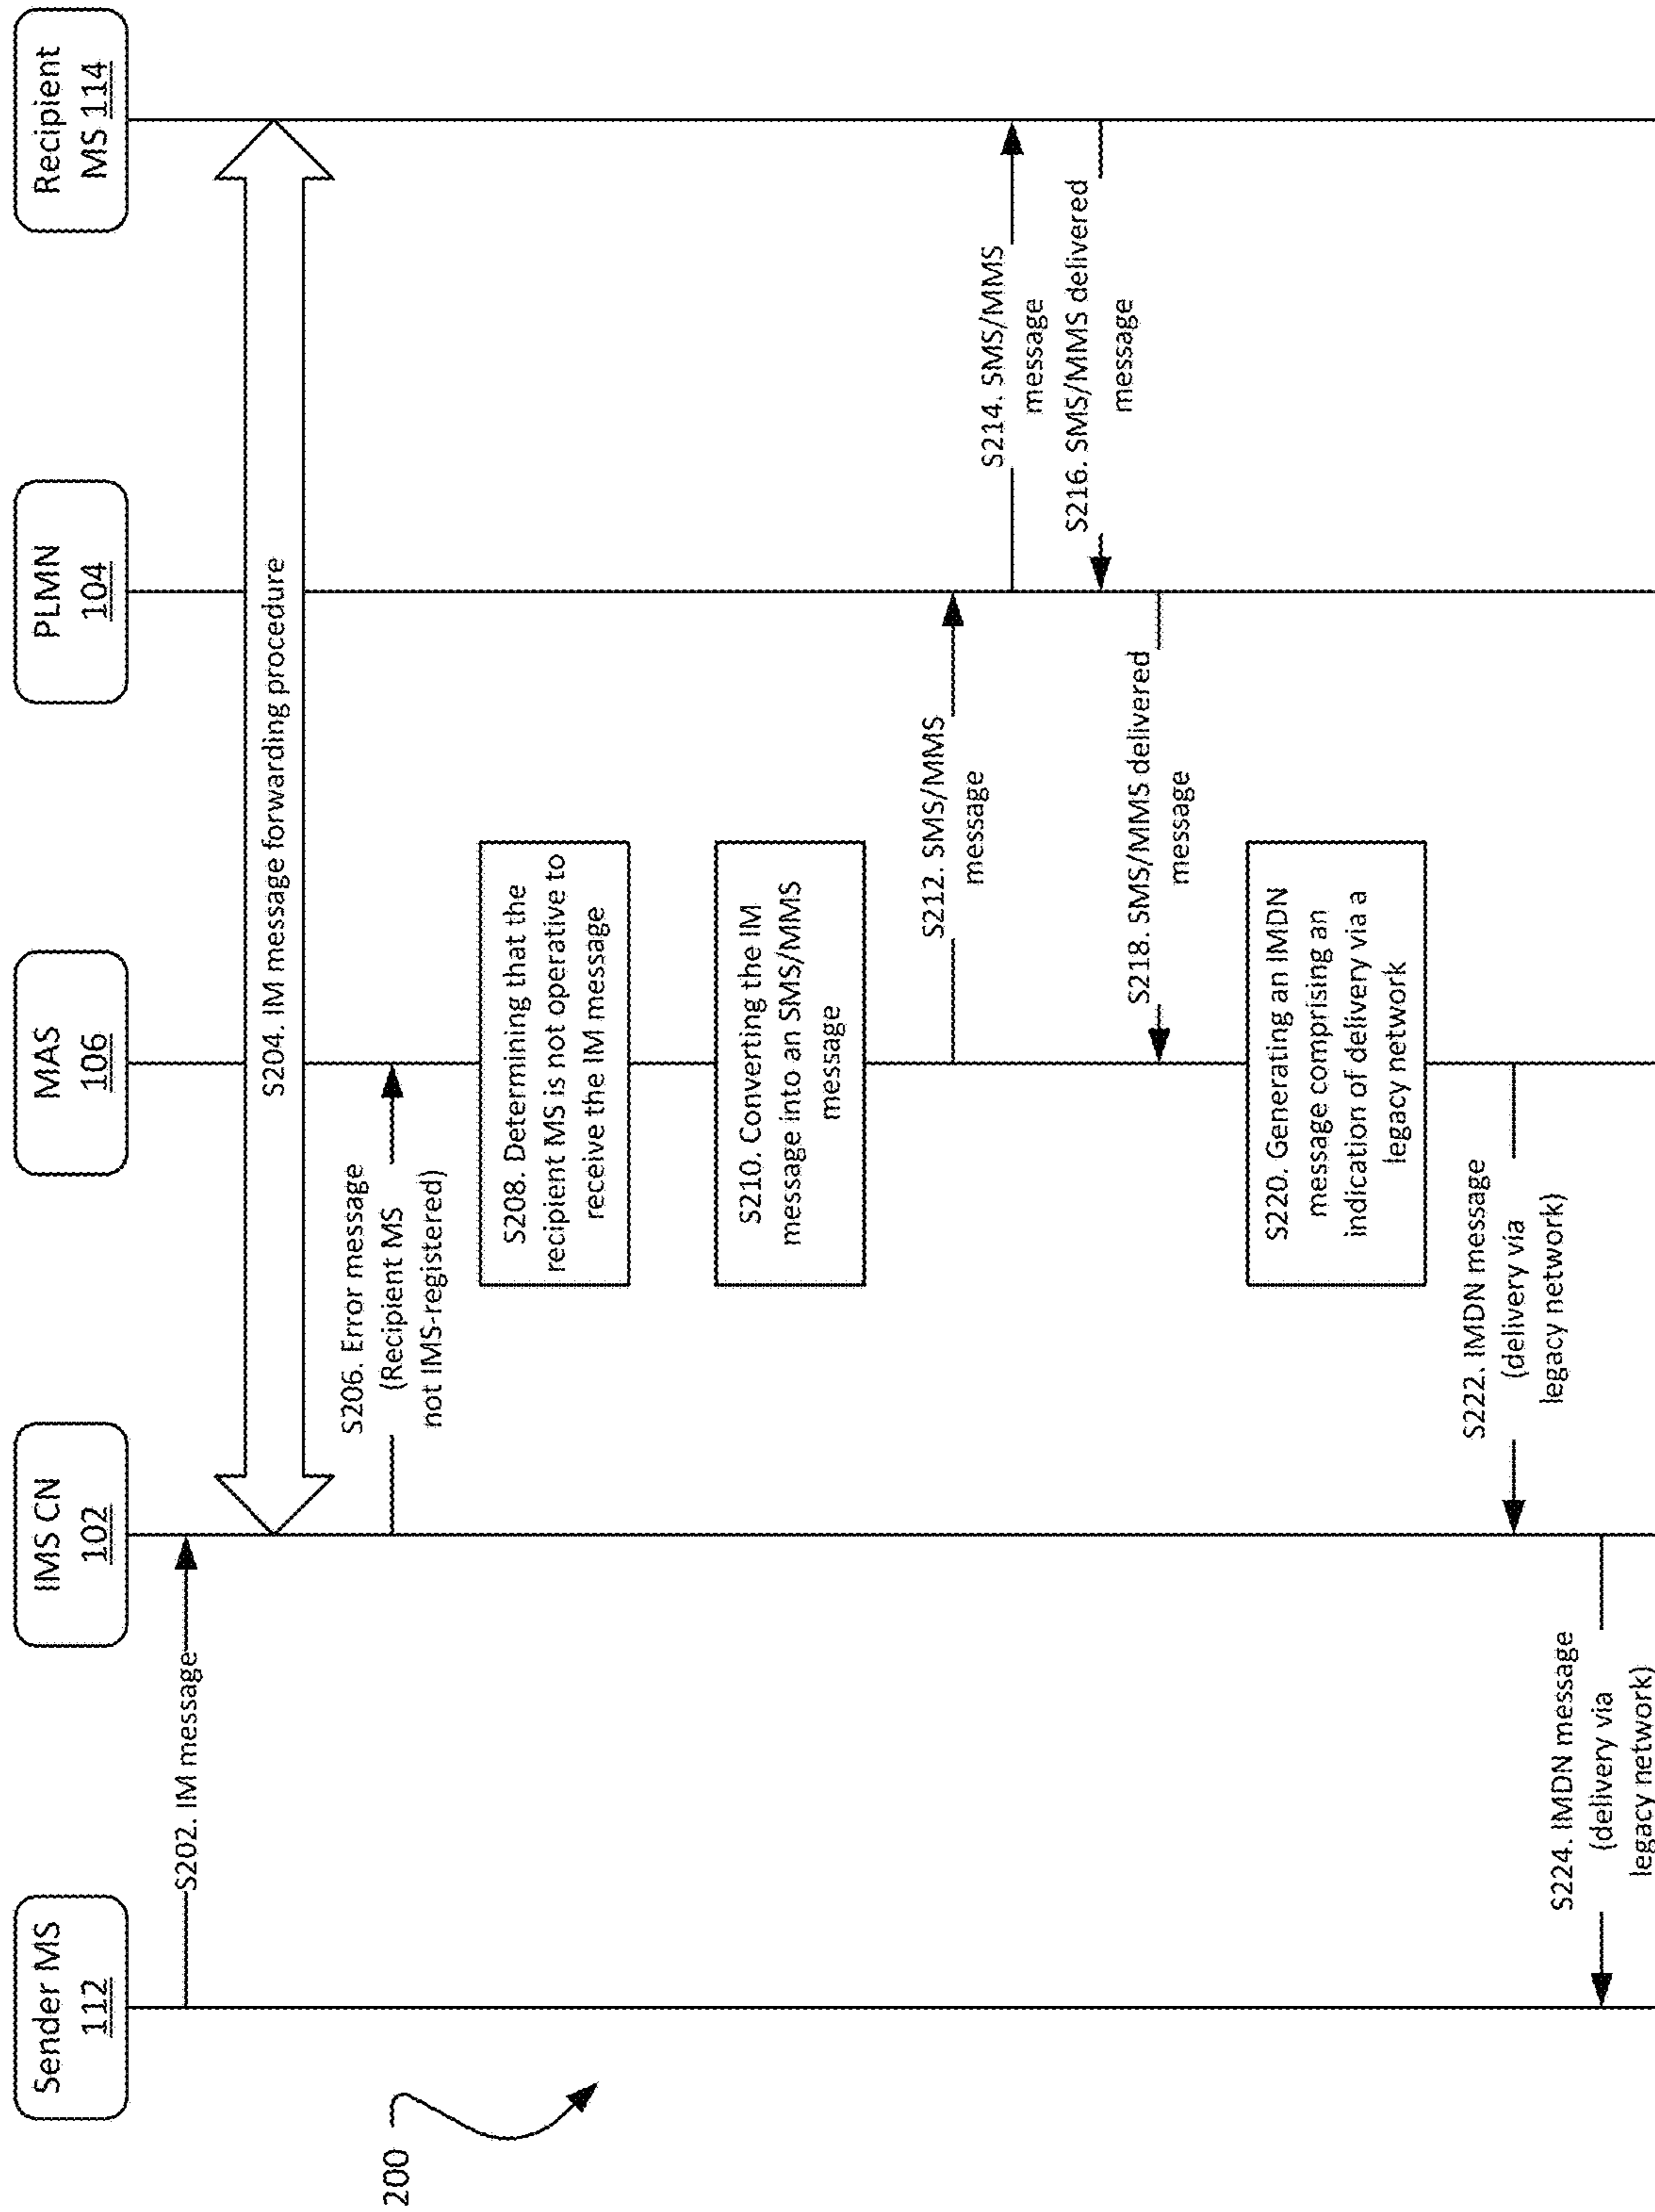 Sender MS
112
IMS CN
102
MAS
106
PLMN
104
Recipient
MS 114
200
S202. IM message
S204. IM message forwarding procedure
S206. Error message
(Recipient MS
not IMS-registered)
S208. Determining that the
recipient MS is not operative to
receive the IM message
S210. Converting the IM
message into an SMS/MMS
message
S212. SMS/MMS
message
S214. SMS/MMS
message
S216. SMS/MMS delivered
message
S218. SMS/MMS delivered
message
S220. Generating an IMDN
message comprising an
indication of delivery via a
legacy network
S222. IMDN message
(delivery via
legacy network)
S224. IMDN message
(delivery via
legacy network)